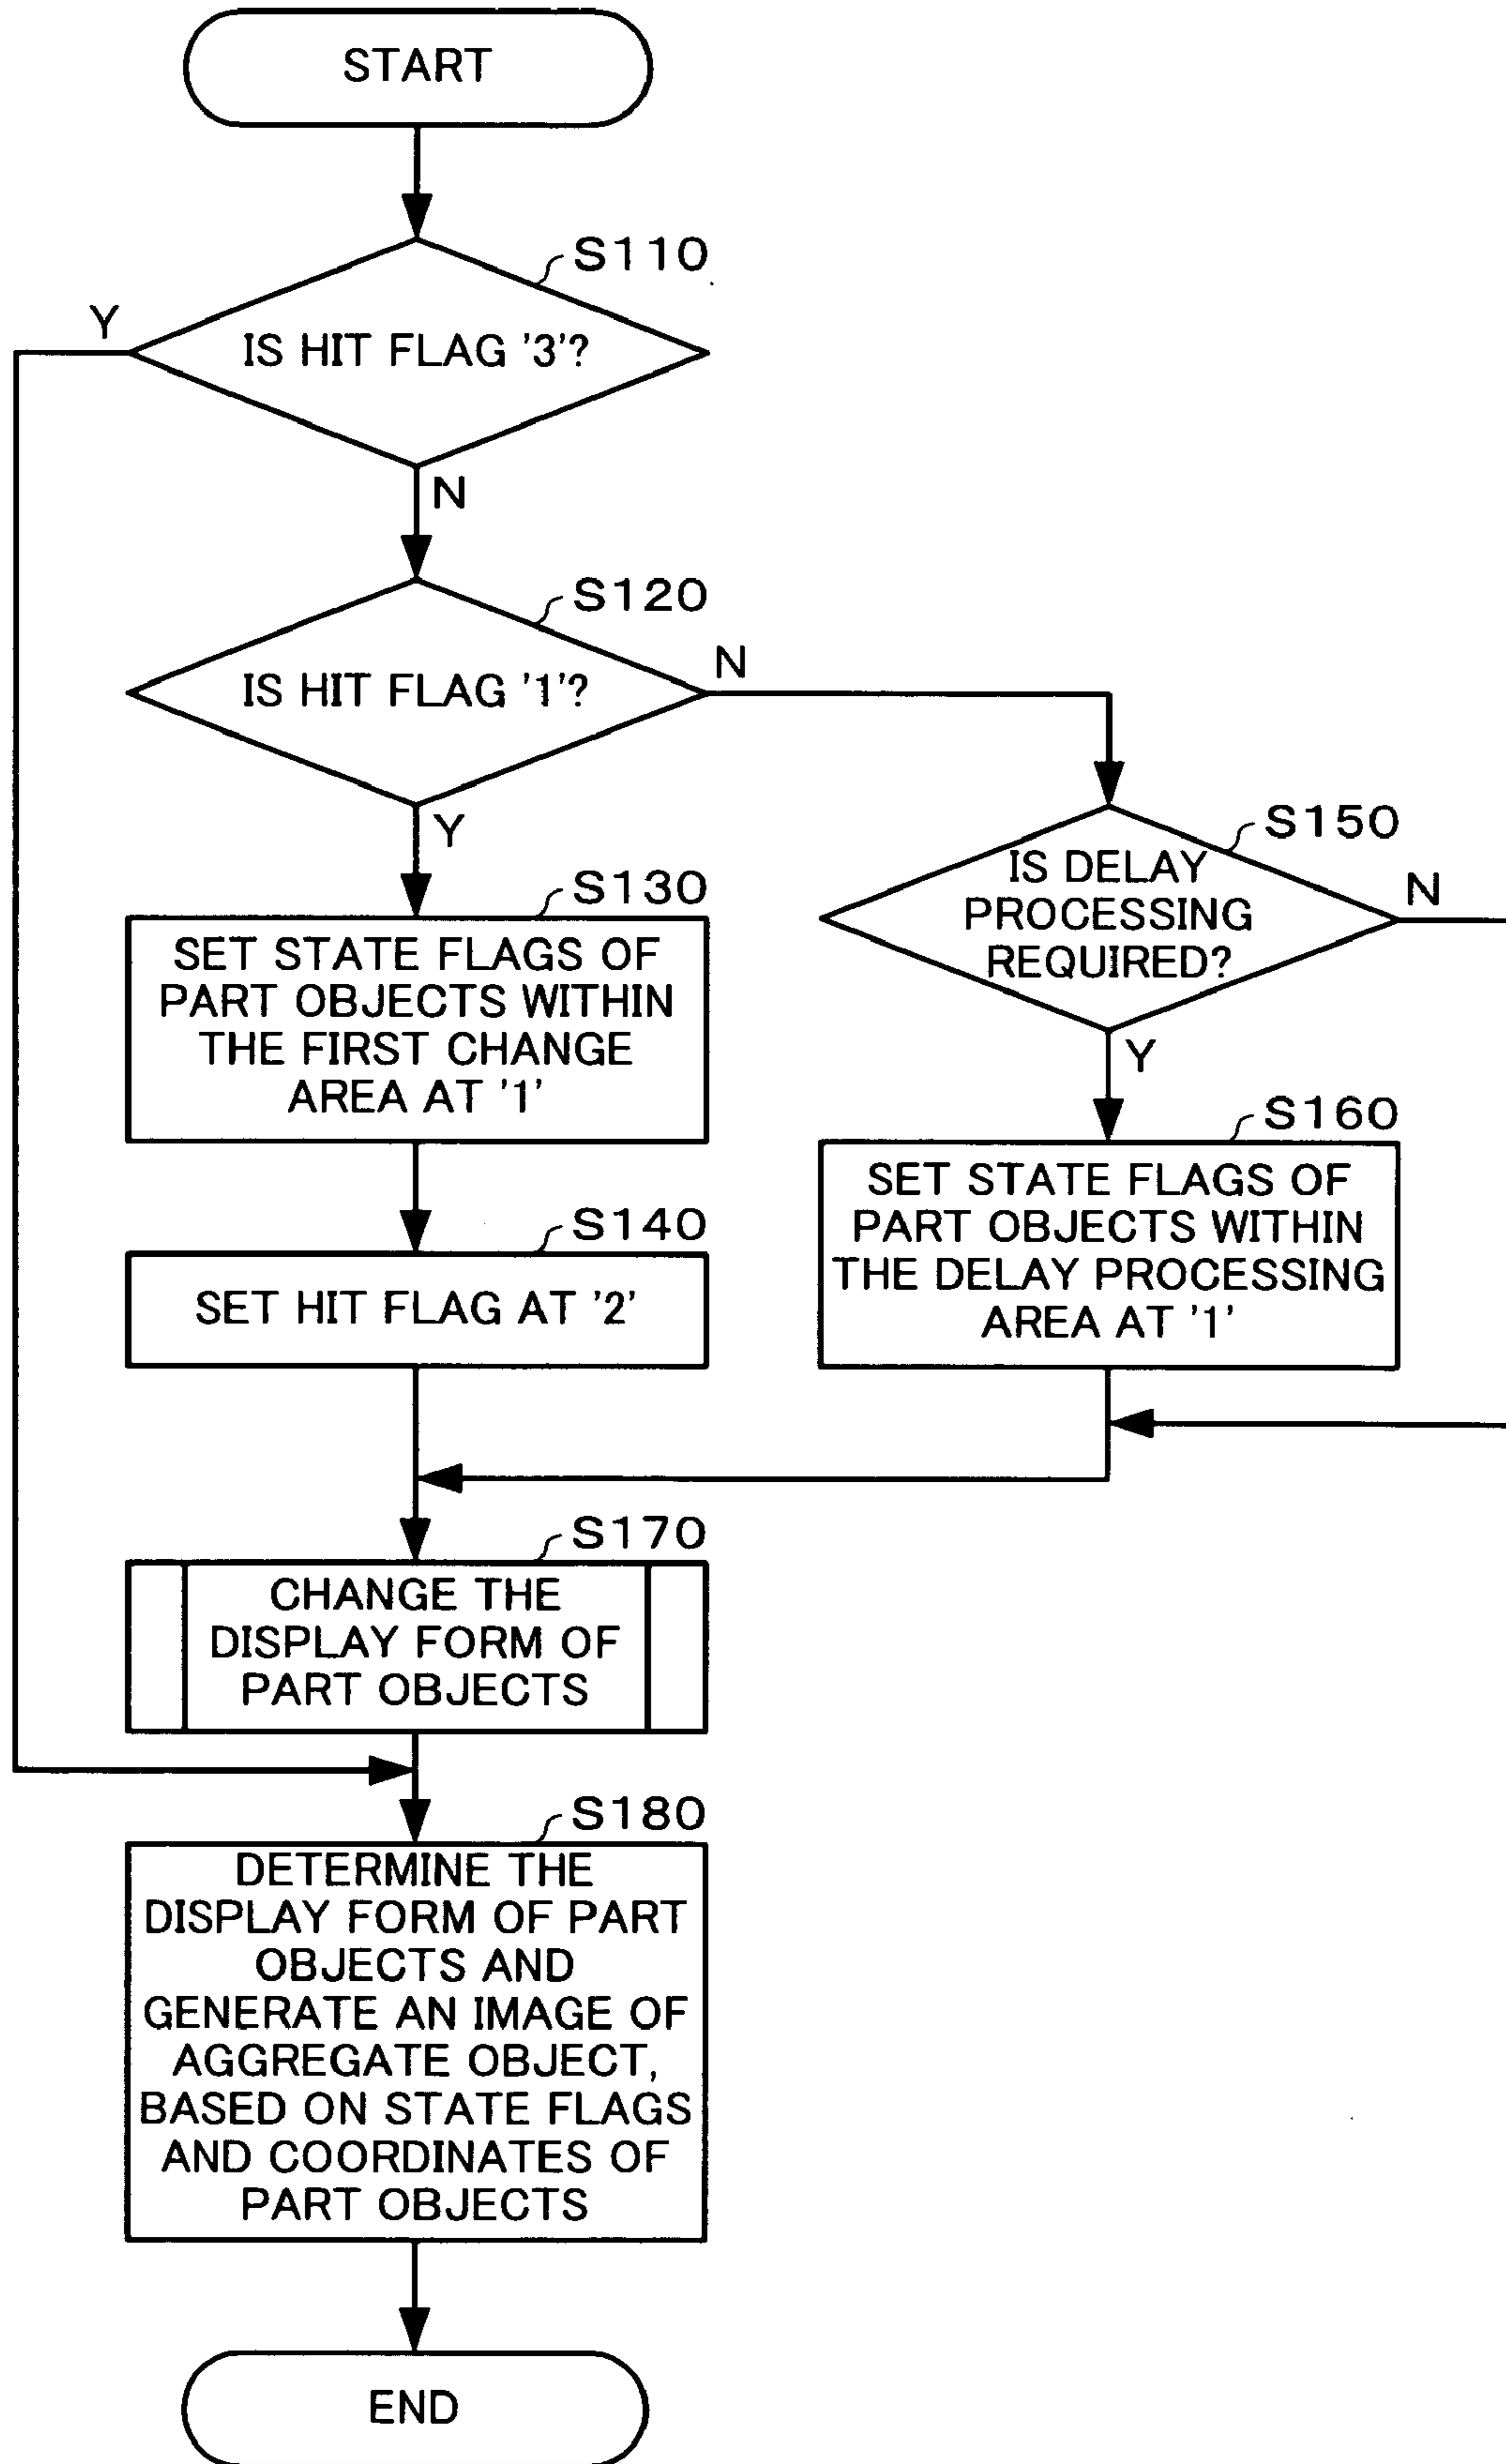 START
S110
Y
IS HIT FLAG '3'?
N
S120
N
IS HIT FLAG '1'?
Y
S130
SET STATE FLAGS OF
PART OBJECTS WITHIN
THE FIRST CHANGE
AREA AT '1'
S140
SET HIT FLAG AT '2'
S150
IS DELAY
PROCESSING
REQUIRED?
N
Y
S160
SET STATE FLAGS OF
PART OBJECTS WITHIN
THE DELAY PROCESSING
AREA AT '1'
S170
CHANGE THE
DISPLAY FORM OF
PART OBJECTS
S180
DETERMINE THE
DISPLAY FORM OF PART
OBJECTS AND
GENERATE AN IMAGE OF
AGGREGATE OBJECT,
BASED ON STATE FLAGS
AND COORDINATES OF
PART OBJECTS
END